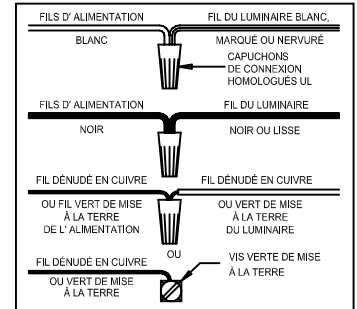 FILS D' ALIMENTATION
FIL DU LUMINAIRE BLANC,
BLANC
MARQUÉ OU NERVURÉ
CAPUCHONS
DE CONNEXION
HOMOLOGUÉS UL
FILS D' ALIMENTATION
FIL DU LUMINAIRE
NOIR
NOIR OU LISSE
FIL DÉNUDÉ EN CUIVRE
FIL DÉNUDÉ EN CUIVRE
OU FIL VERT DE MISE
À LA TERRE
DE L' ALIMENTATION
OU VERT DE MISE
À LA TERRE
DU LUMINAIRE
OU
FIL DÉNUDÉ EN CUIVRE
OU VERT DE MISE
À LA TERRE
VIS VERTE DE MISE
À LA TERRE